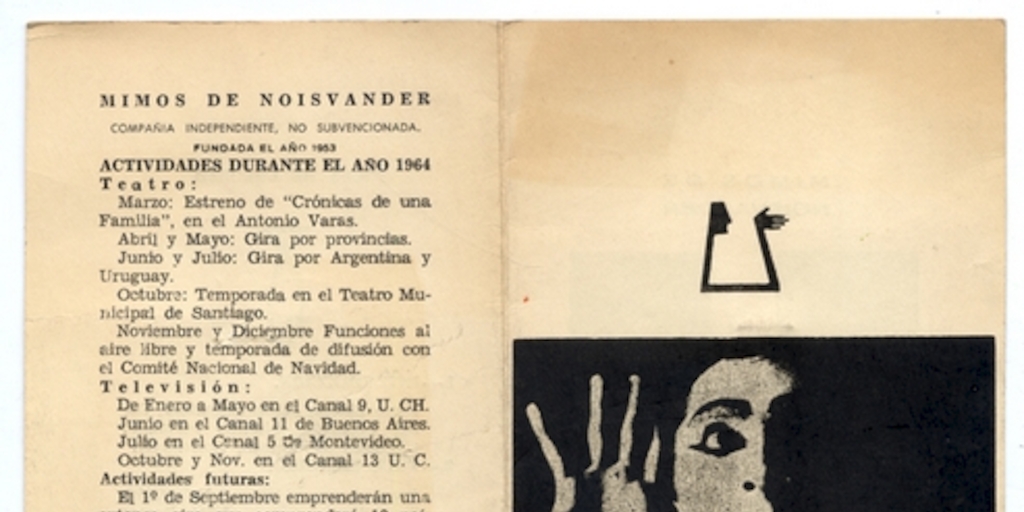 MIMOS DE NOISVANDER
COMPAÑIA INDEPENDIENTE, NO SUBVENCIONADA.
FUNDADA EL AÑO 1953
ACTIVIDADES DURANTE EL AÑO 1964
Teatro:
Marzo: Estreno de "Crónicas de una
Familia", en el Antonio Varas.
Abril y Mayo: Gira por provincias.
Junio y Julio: Gira por Argentina y
Uruguay.
Octubre: Temporada en el Teatro Mu-
nicipal de Santiago.
Noviembre y Diciembre Funciones al
aire libre y temporada de difusión con
el Comité Nacional de Navidad.
Televisión:
De Enero a Mayo en el Canal 9, U. CH.
Junio en el Canal 11 de Buenos Aires.
Julio en el Canal 5 de Montevideo.
Octubre y Nov. en el Canal 13 U. C.
Actividades futuras:
El 1º de Septiembre emprenderán una